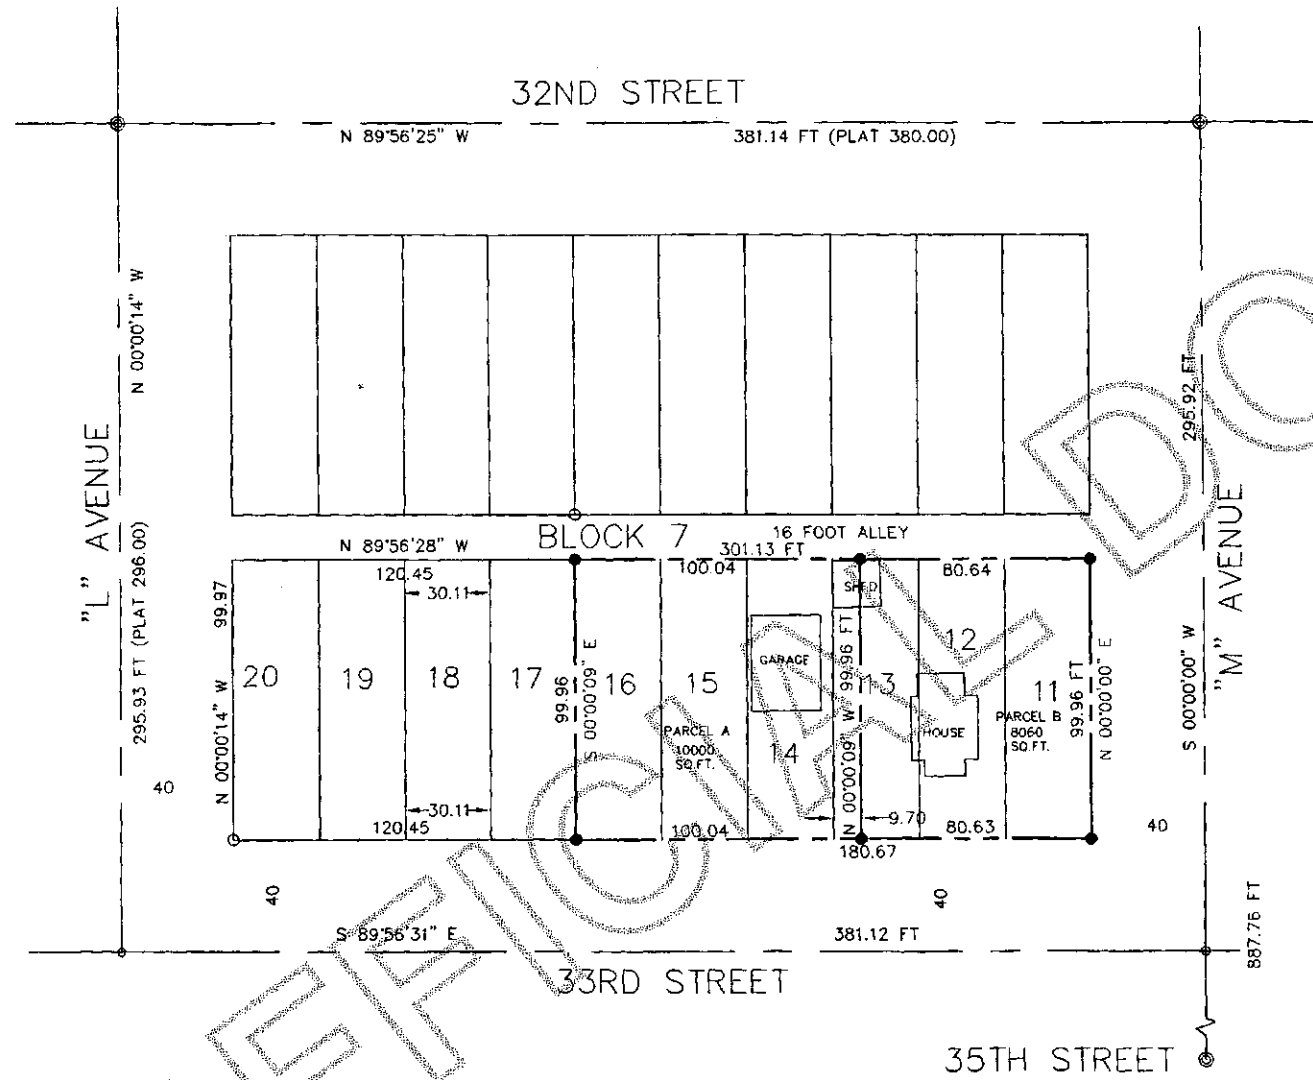 32ND STREET
N 89°56'25" W
381.14 FT (PLAT 380.00)
N 00°00'14" W
295.92 FT
"L" AVENUE
"M" AVENUE
295.93 FT (PLAT 296.00)
S 00°00'00" W
BLOCK 7
16 FOOT ALLEY
N 89°56'28" W
301.13 FT
120.45
100.04
80.64
30.11
SHED
99.97
N 00°00'14" W
99.96
S 00°00'09" E
N 00°00'09" W 99.96 FT
99.96 FT
N 00°00'00" E
20
19
18
17
16
15
14
13
12
11
GARAGE
HOUSE
PARCEL A
10000
SQ.FT.
PARCEL B
8060
SQ.FT.
40
30.11
120.45
100.04
9.70
80.63
180.67
40
40
40
S 89°56'31" E
381.12 FT
33RD STREET
887.76 FT
35TH STREET